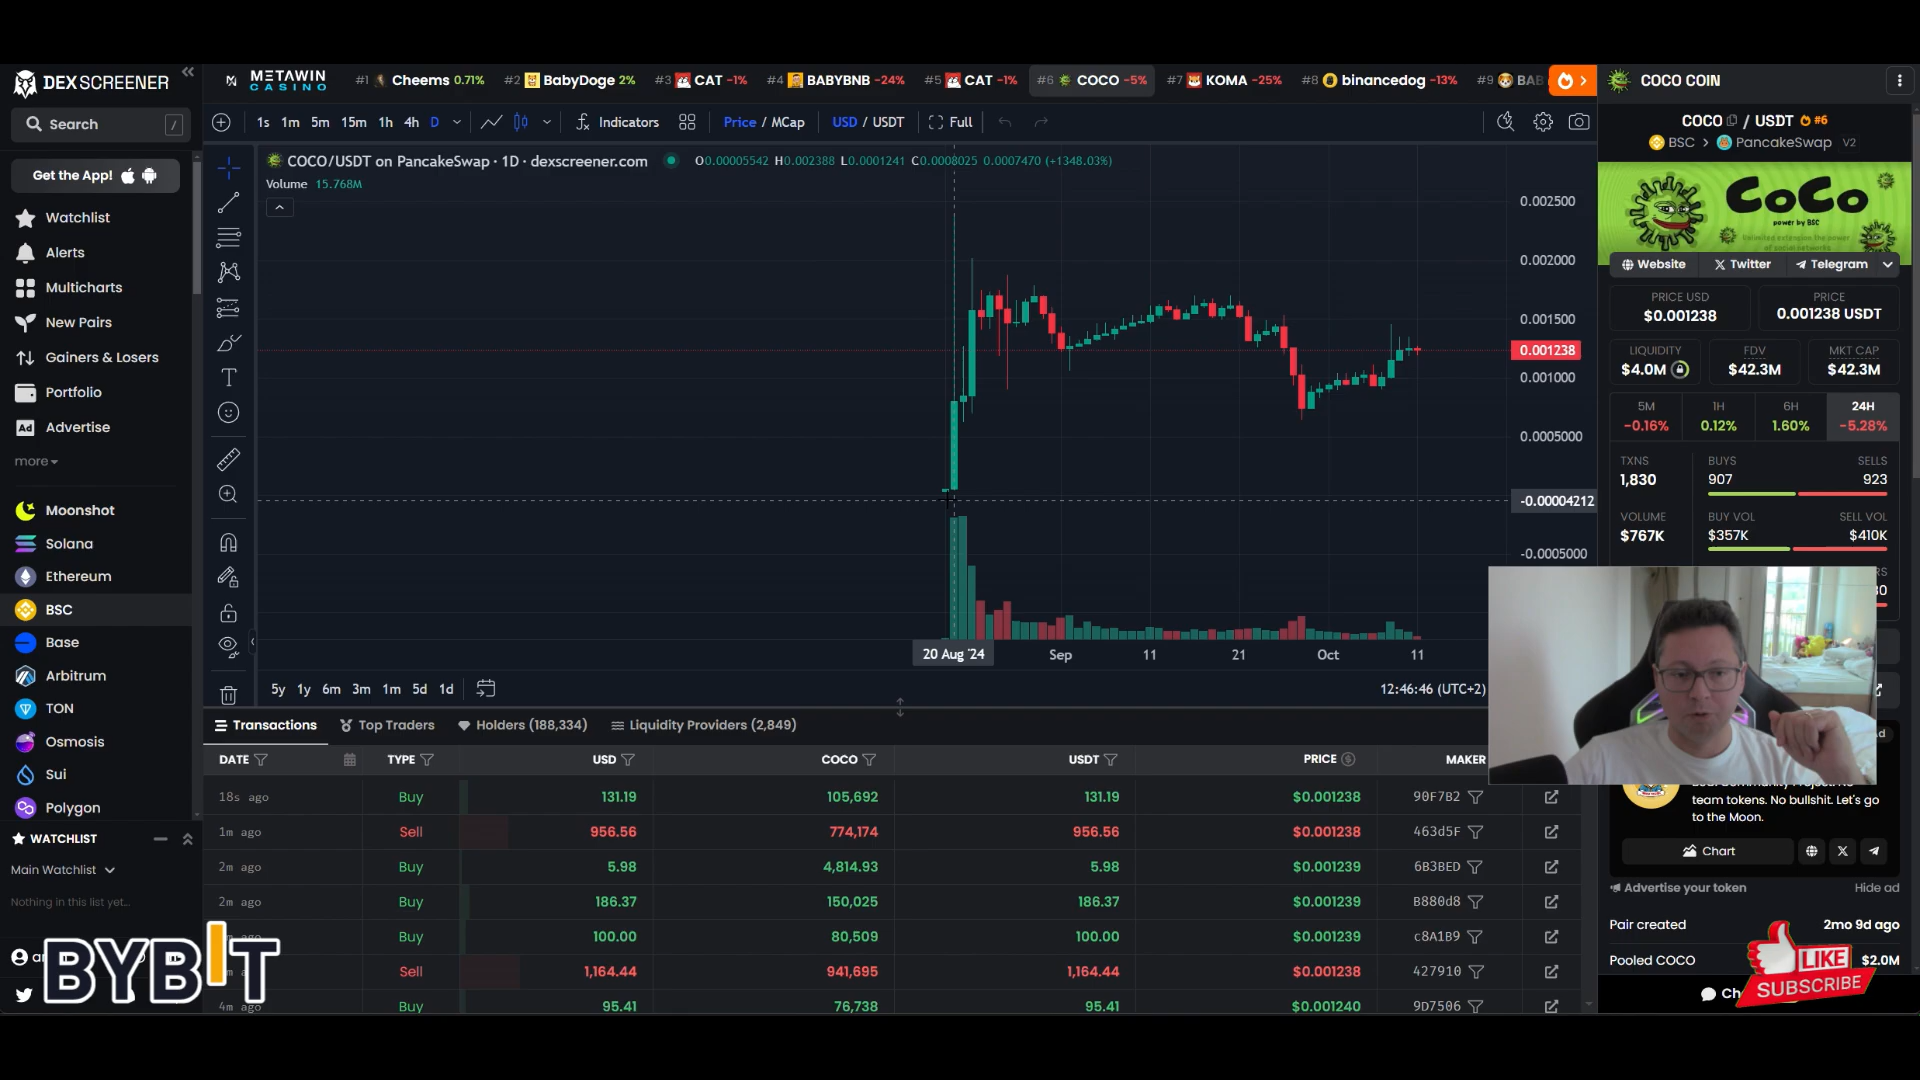 DEX SCREENER
METAWIN
CASINO
#1 Cheems 0.71%
#2 BabyDoge 2%
#3 CAT -1%
#4 BABYBNB -24%
#5 CAT -1%
#6 COCO -5%
#7 KOMA -25%
#8 binancedog -13%
#9 BAB
COCO COIN
Search /
1s 1m 5m 15m 1h 4h D
Indicators
Price / MCap
USD / USDT
Full
COCO / USDT #6
BSC > PancakeSwap V2
Get the App!
Watchlist
Alerts
Multicharts
New Pairs
Gainers & Losers
Portfolio
Ad Advertise
more
Moonshot
Solana
Ethereum
BSC
Base
Arbitrum
TON
Osmosis
Sui
Polygon
WATCHLIST
Main Watchlist
Nothing in this list yet...
COCO/USDT on PancakeSwap · 1D · dexscreener.com
O0.00005542 H0.002388 L0.0001241 C0.0008025 0.0007470 (+1348.03%)
Volume 15.768M
0.002500
0.002000
0.001500
0.001238
0.001000
0.0005000
-0.00004212
-0.0005000
20 Aug '24
Sep
11
21
Oct
11
5y 1y 6m 3m 1m 5d 1d
12:46:46 (UTC+2)
CoCo
power by BSC
Unlimited extension the power
of social networks
Website
Twitter
Telegram
PRICE USD
$0.001238
PRICE
0.001238 USDT
LIQUIDITY
$4.0M
FDV
$42.3M
MKT CAP
$42.3M
5M
-0.16%
1H
0.12%
6H
1.60%
24H
-5.28%
TXNS
1,830
BUYS
907
SELLS
923
VOLUME
$767K
BUY VOL
$357K
SELL VOL
$410K
Transactions
Top Traders
Holders (188,334)
Liquidity Providers (2,849)
DATE TYPE USD COCO USDT PRICE MAKER
18s ago Buy 131.19 105,692 131.19 $0.001238 90F7B2
1m ago Sell 956.56 774,174 956.56 $0.001238 463d5F
2m ago Buy 5.98 4,814.93 5.98 $0.001239 6B3BED
2m ago Buy 186.37 150,025 186.37 $0.001239 B880d8
ago Buy 100.00 80,509 100.00 $0.001239 c8A1B9
ago Sell 1,164.44 941,695 1,164.44 $0.001238 427910
4m ago Buy 95.41 76,738 95.41 $0.001240 9D7506
team tokens. No bullshit. Let's go
to the Moon.
Chart
Advertise your token
Hide ad
Pair created
2mo 9d ago
Pooled COCO
$2.0M
BYBIT
LIKE
SUBSCRIBE